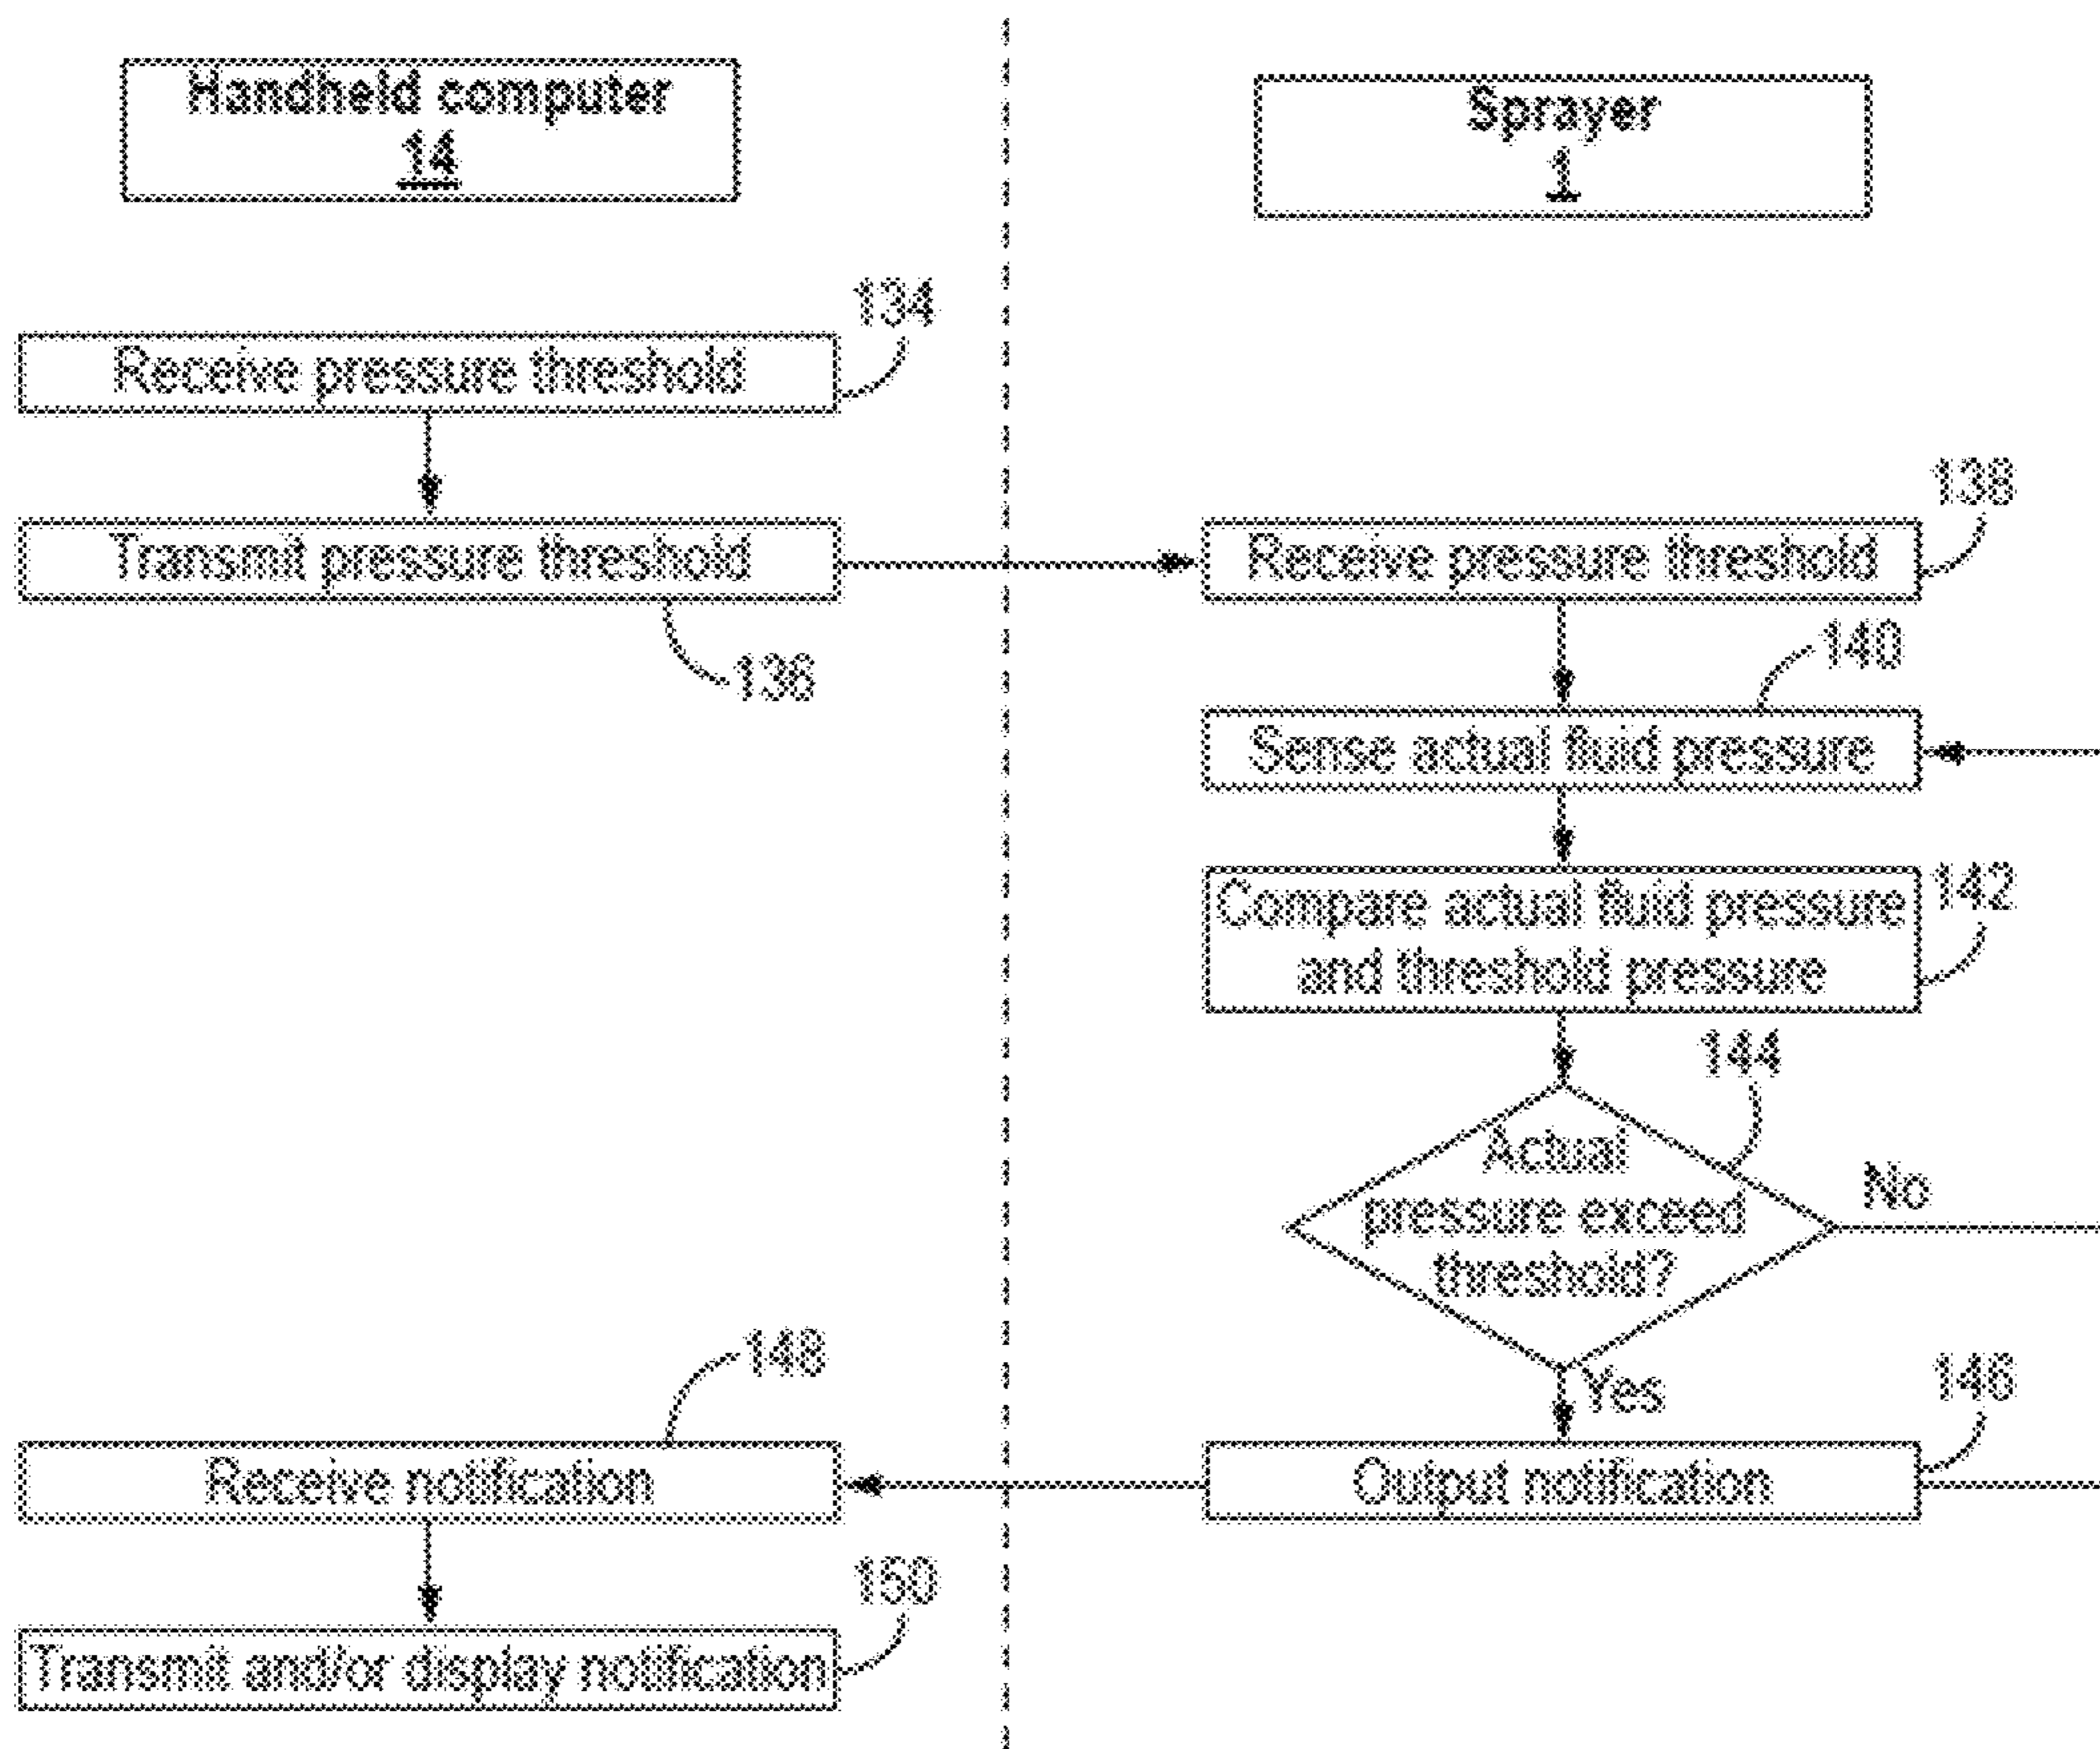 Handheld computer
14
Sprayer
1
134
Receive pressure threshold
138
Transmit pressure threshold
Receive pressure threshold
136
140
Sense actual fluid pressure
142
Compare actual fluid pressure
and threshold pressure
144
Actual
pressure exceed
threshold?
No
Yes
148
146
Receive notification
Output notification
150
Transmit and/or display notification